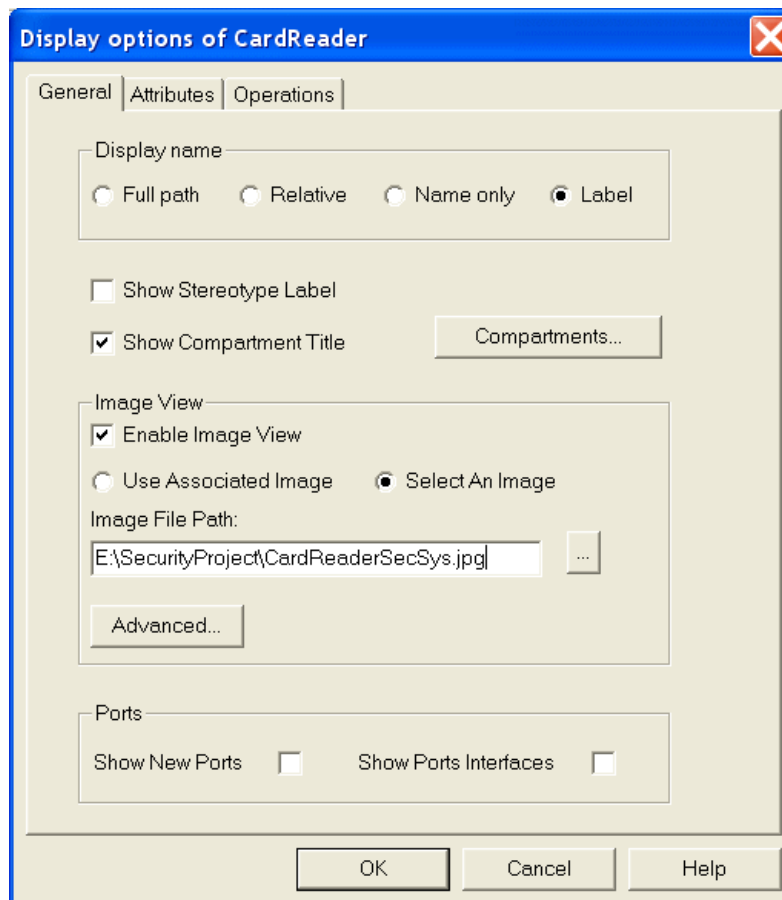 Display options of CardReader
General Attributes Operations
Display name
Full path Relative Name only Label
Show Stereotype Label
Show Compartment Title Compartments...
Image View
Enable Image View
Use Associated Image Select An Image
Image File Path:
E:\SecurityProject\CardReaderSecSys.jpg ...
Advanced...
Ports
Show New Ports Show Ports Interfaces
OK Cancel Help